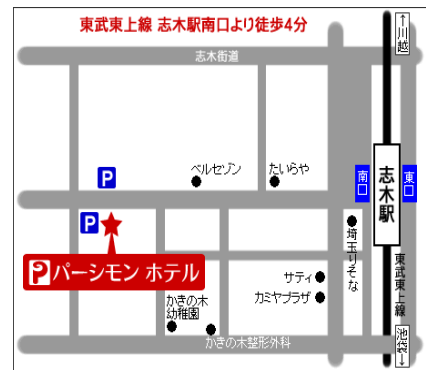 東武東上線 志木駅南口より徒歩4分
↑川越
志木街道
P
ベルセゾン
たいらや
南口
志木駅
東口
P
埼玉りそな
P パーシモン ホテル
サティ
カミヤプラザ
東武東上線
かきの木
幼稚園
かきの木整形外科
池袋↓